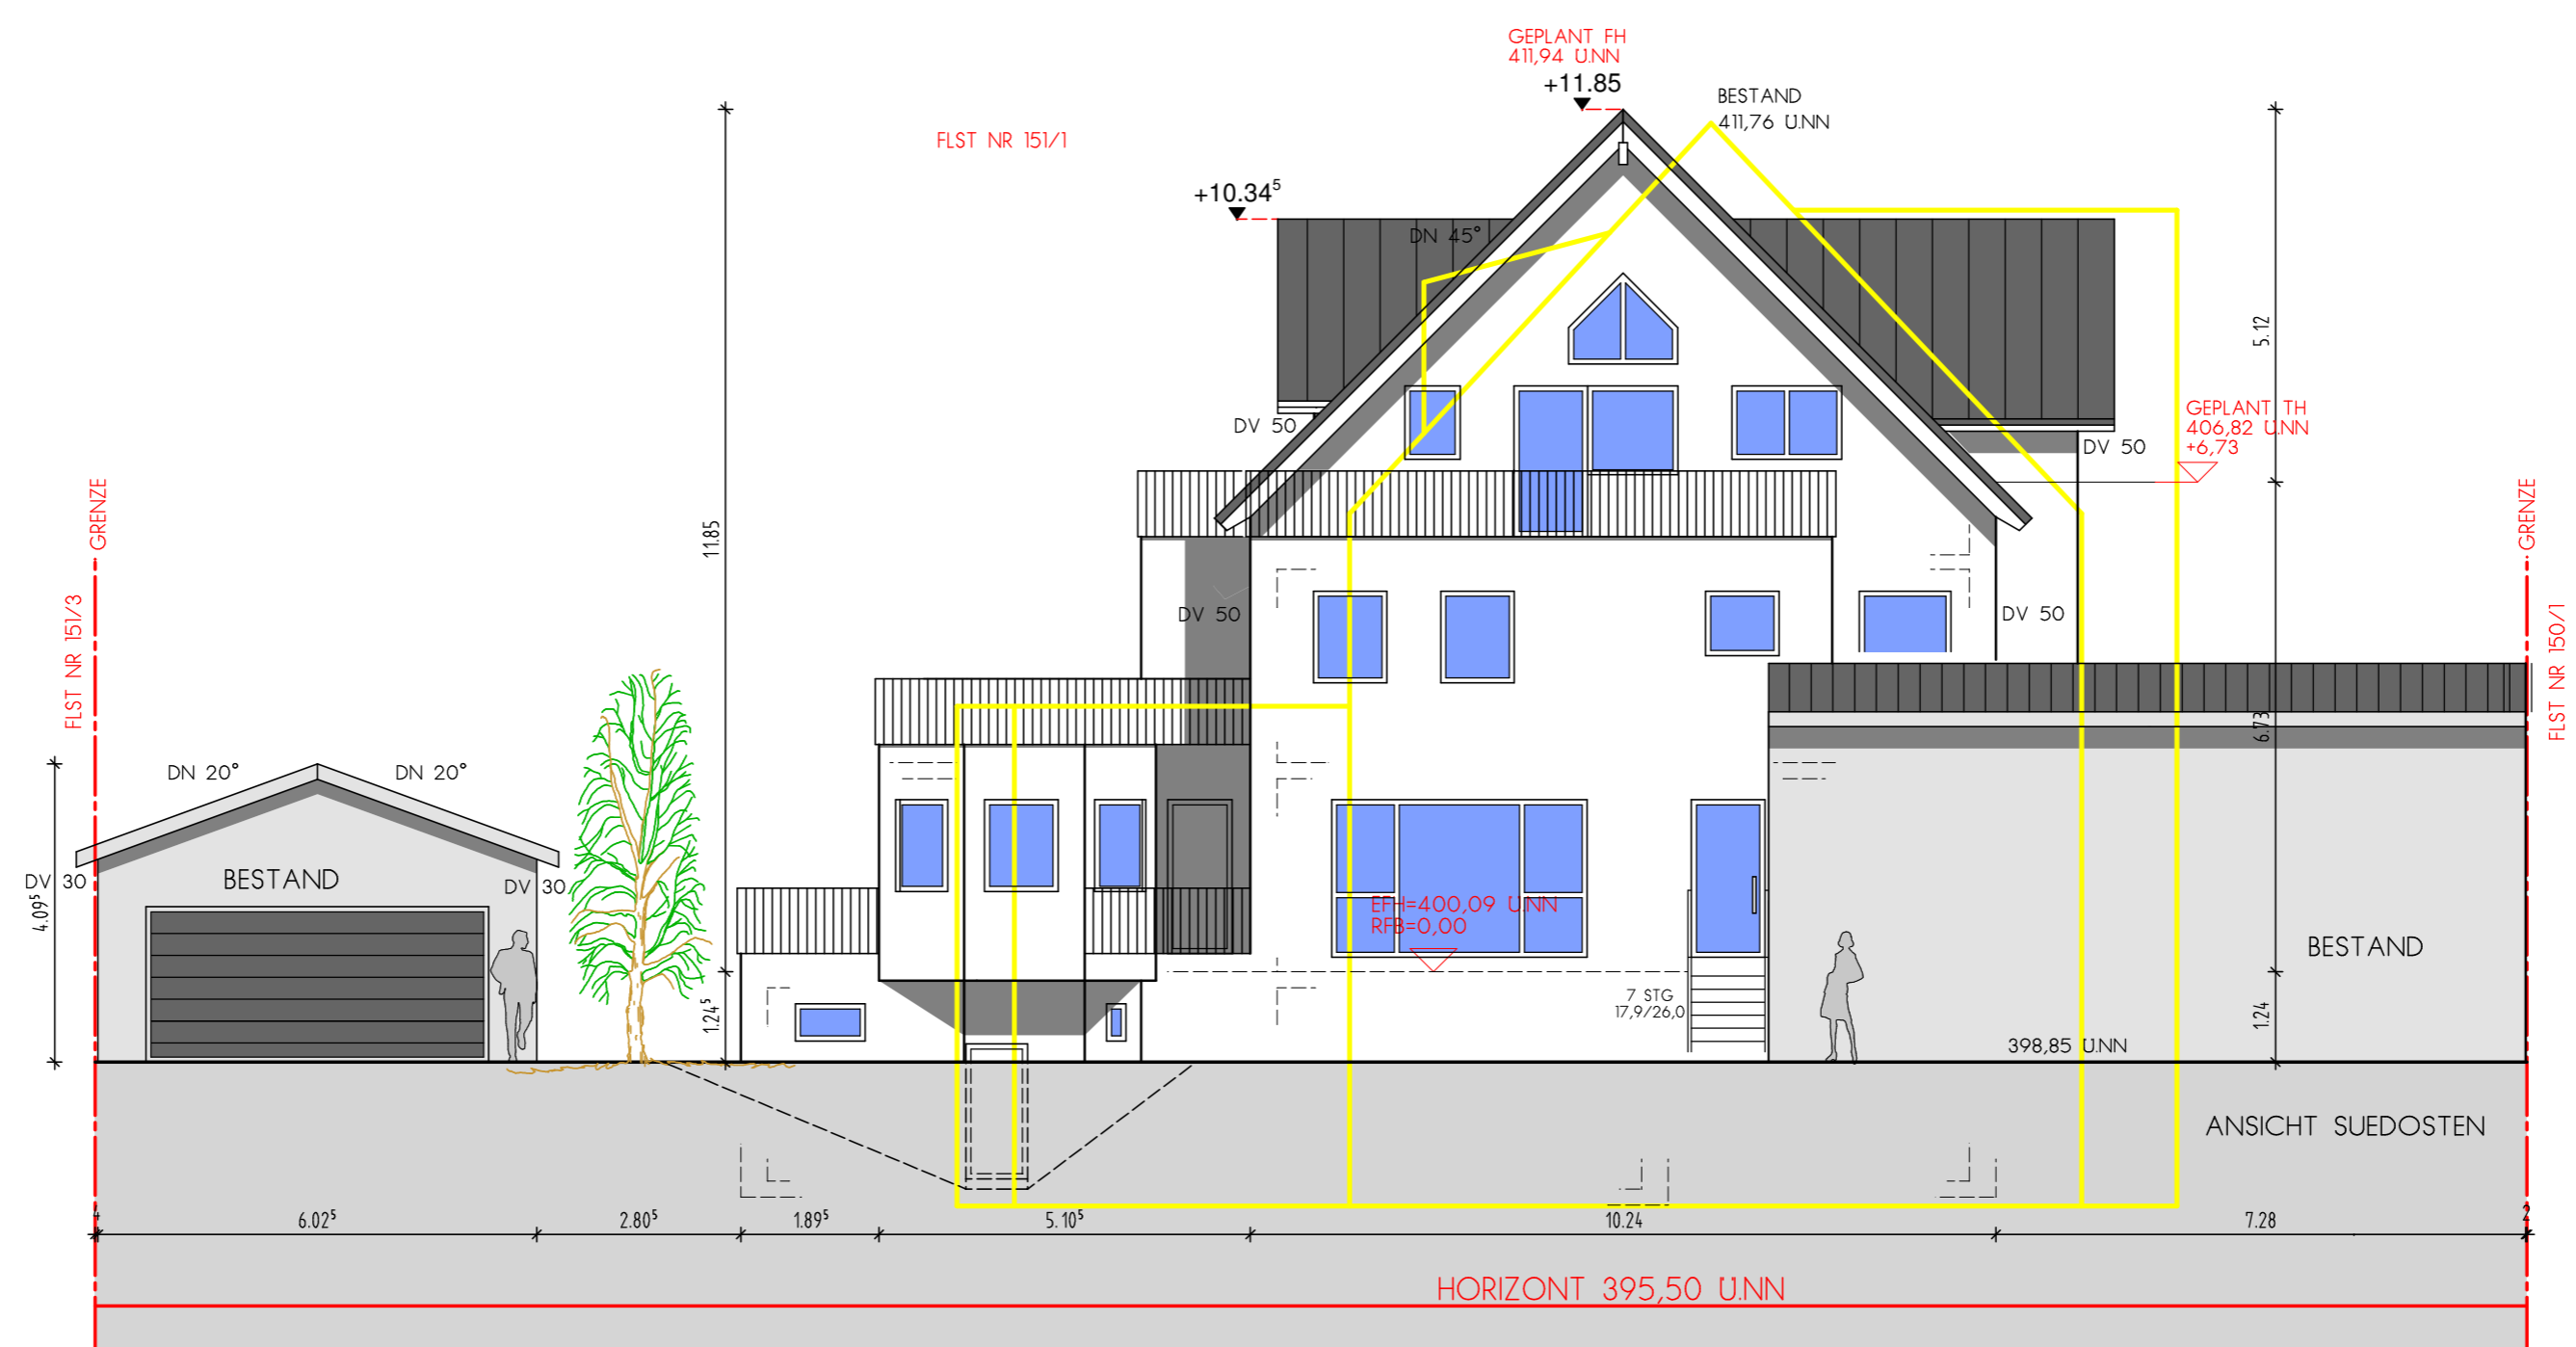 GEPLANT FH
411,94 Ü.NN
+11.85
BESTAND
411,76 Ü.NN
FLST NR 151/1
+10.34⁵
DN 45°
5.12
GEPLANT TH
406,82 Ü.NN
+6,73
DV 50
DV 50
GRENZE
GRENZE
11.85
FLST NR 151/3
DV 50
DV 50
FLST NR 150/1
6.73
DN 20°
DN 20°
BESTAND
DV 30
DV 30
4.09⁵
EFH=400,09 Ü.NN
RFB=0,00
BESTAND
7 STG
17,9/26,0
1.24⁵
1.24
398,85 Ü.NN
ANSICHT SUEDOSTEN
4
6.02⁵
2.80⁵
1.89⁵
5.10⁵
10.24
7.28
2
HORIZONT 395,50 Ü.NN